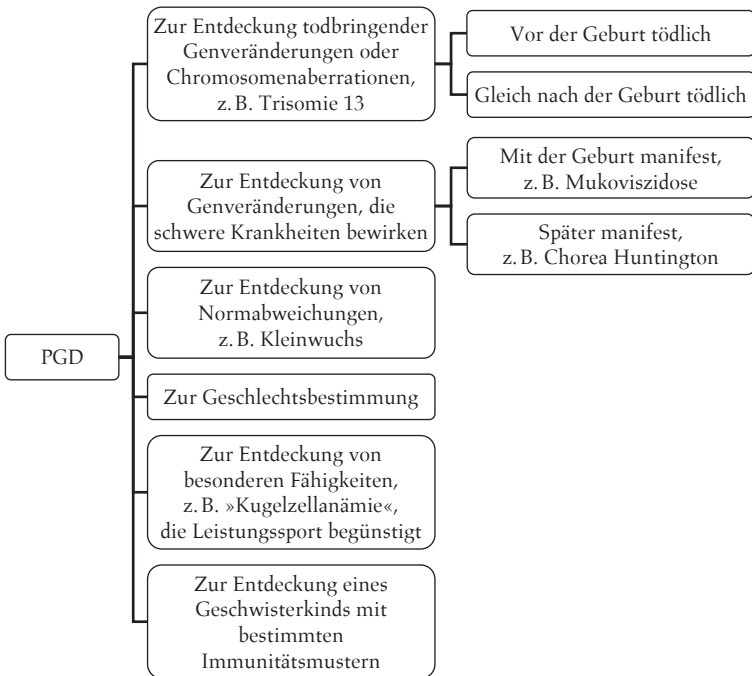 Zur Entdeckung todbringender
Genveränderungen oder
Chromosomenaberrationen,
z. B. Trisomie 13
Vor der Geburt tödlich
Gleich nach der Geburt tödlich
Zur Entdeckung von
Genveränderungen, die
schwere Krankheiten bewirken
Mit der Geburt manifest,
z. B. Mukoviszidose
Später manifest,
z. B. Chorea Huntington
Zur Entdeckung von
Normabweichungen,
z. B. Kleinwuchs
PGD
Zur Geschlechtsbestimmung
Zur Entdeckung von
besonderen Fähigkeiten,
z. B. »Kugelzellanämie«,
die Leistungssport begünstigt
Zur Entdeckung eines
Geschwisterkinds mit
bestimmten
Immunitätsmustern